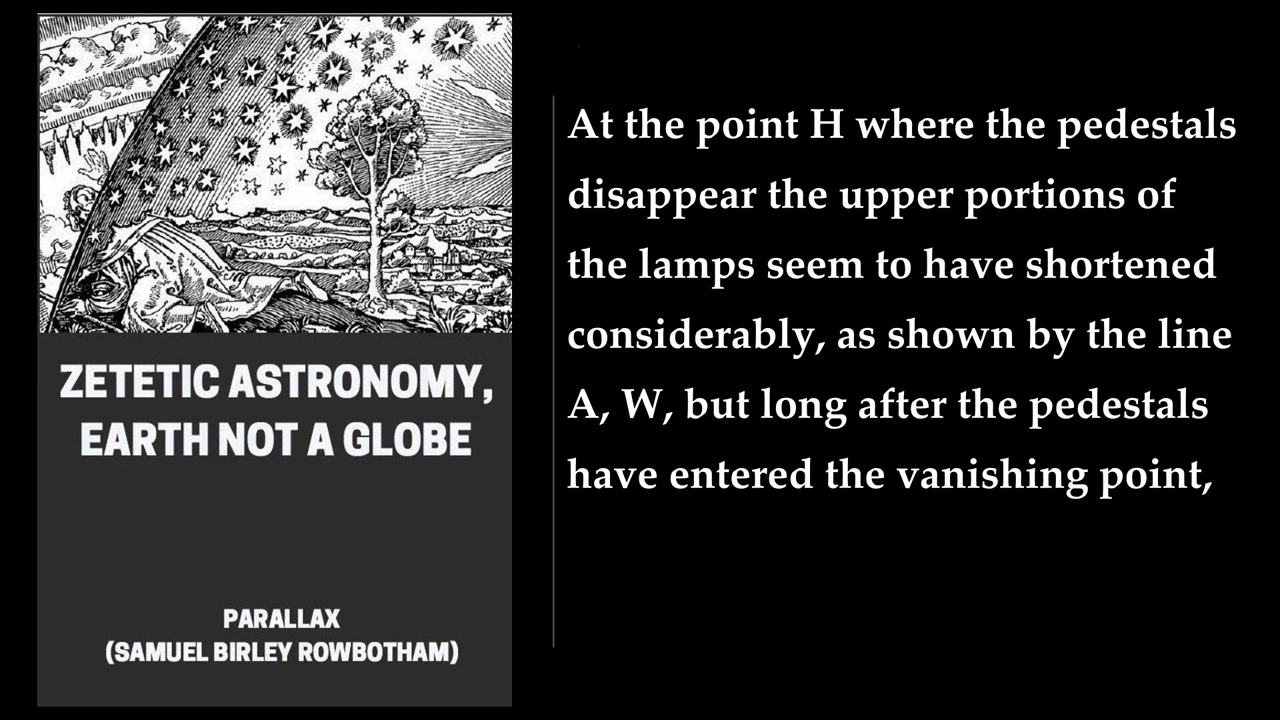 ZETETIC ASTRONOMY,
EARTH NOT A GLOBE
PARALLAX
(SAMUEL BIRLEY ROWBOTHAM)
At the point H where the pedestals
disappear the upper portions of
the lamps seem to have shortened
considerably, as shown by the line
A, W, but long after the pedestals
have entered the vanishing point,